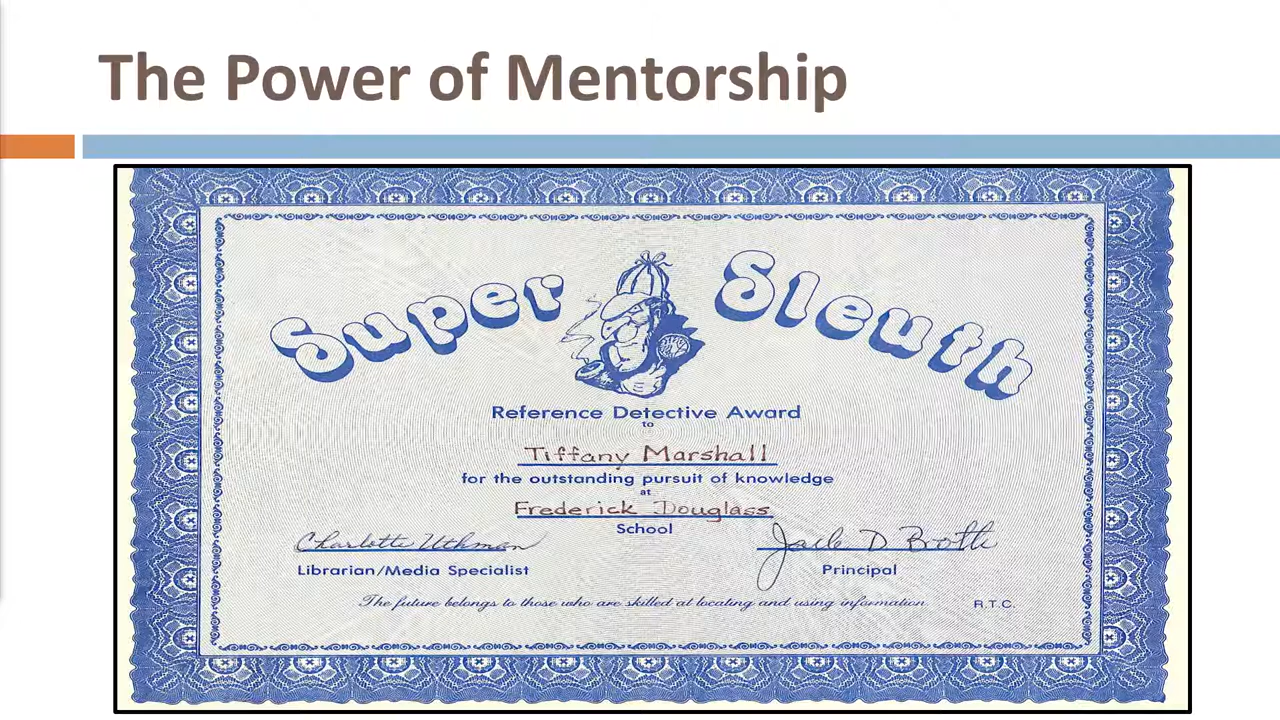 The Power of Mentorship
Super Sleuth
Reference Detective Award
to
Tiffany Marshall
for the outstanding pursuit of knowledge
at
Frederick Douglass
School
Charlotte Uthman
Librarian/Media Specialist
Principal
The future belongs to those who are skilled at locating and using information.
R.T.C.